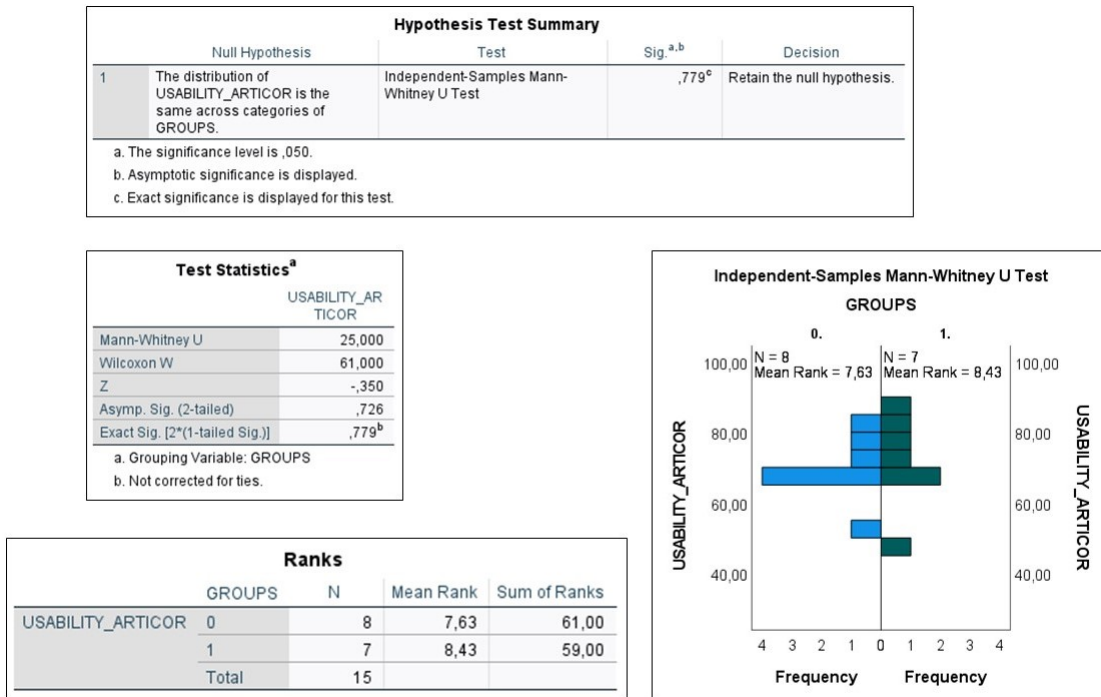 Hypothesis Test Summary
Null Hypothesis Test Sig.a,b Decision
1 The distribution of USABILITY_ARTICOR is the same across categories of GROUPS. Independent-Samples Mann-Whitney U Test ,779c Retain the null hypothesis.
a. The significance level is ,050.
b. Asymptotic significance is displayed.
c. Exact significance is displayed for this test.
Test Statisticsa
USABILITY_AR
TICOR
Mann-Whitney U 25,000
Wilcoxon W 61,000
Z -,350
Asymp. Sig. (2-tailed) ,726
Exact Sig. [2*(1-tailed Sig.)] ,779b
a. Grouping Variable: GROUPS
b. Not corrected for ties.
Ranks
GROUPS N Mean Rank Sum of Ranks
USABILITY_ARTICOR 0 8 7,63 61,00
1 7 8,43 59,00
Total 15
Independent-Samples Mann-Whitney U Test
GROUPS
0. 1.
N = 8 N = 7
Mean Rank = 7,63 Mean Rank = 8,43
100,00 100,00
80,00 80,00
60,00 60,00
40,00 40,00
USABILITY_ARTICOR
USABILITY_ARTICOR
4 3 2 1 0 1 2 3 4
Frequency Frequency